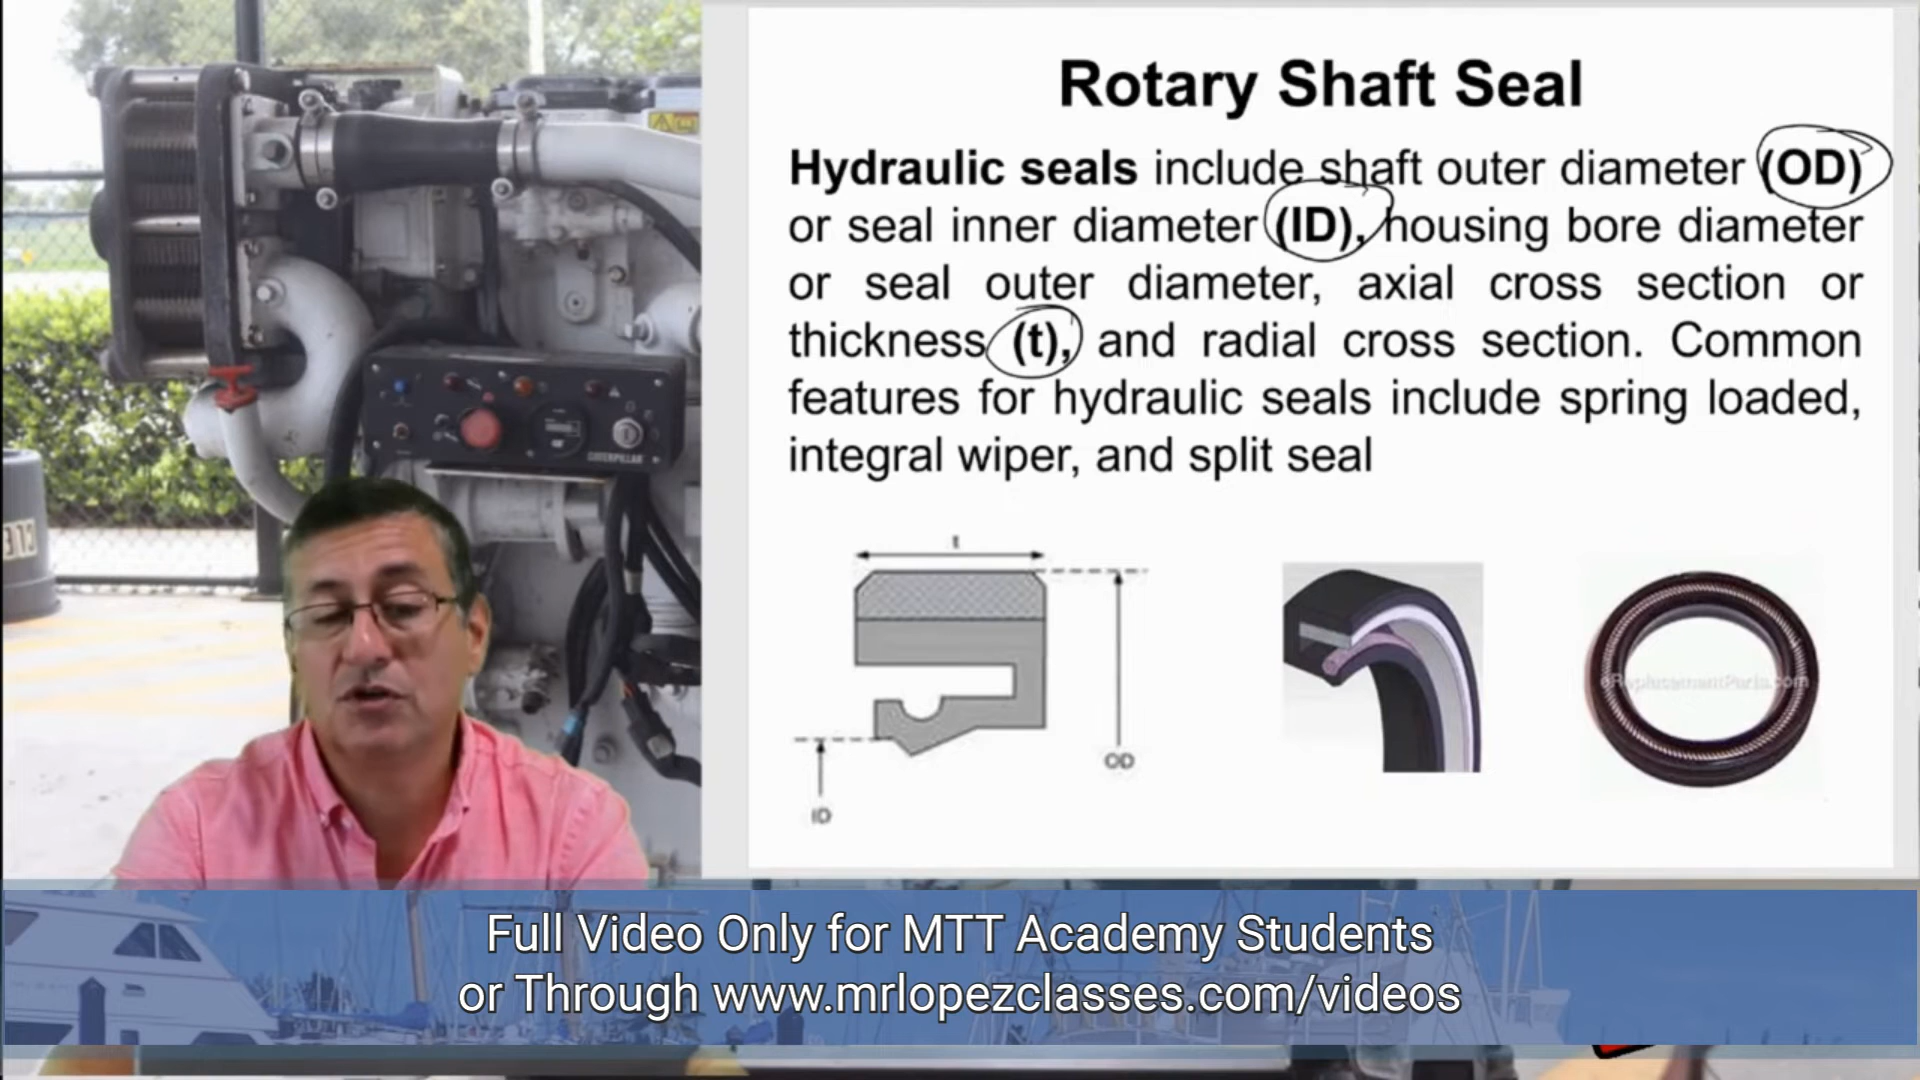 Rotary Shaft Seal
Hydraulic seals include shaft outer diameter (OD)
or seal inner diameter (ID), housing bore diameter
or seal outer diameter, axial cross section or
thickness (t), and radial cross section. Common
features for hydraulic seals include spring loaded,
integral wiper, and split seal
t
OD
ID
eReplacementParts.com
CATERPILLAR
Full Video Only for MTT Academy Students
or Through www.mrlopezclasses.com/videos